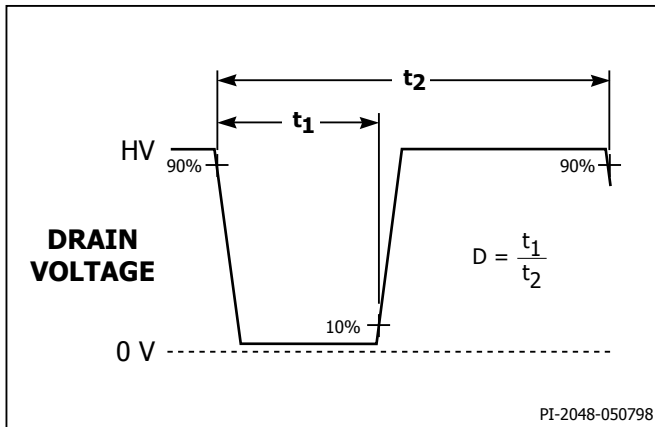 t2
t1
HV
90%
90%
DRAIN
VOLTAGE
D = t1
t2
10%
0 V
PI-2048-050798